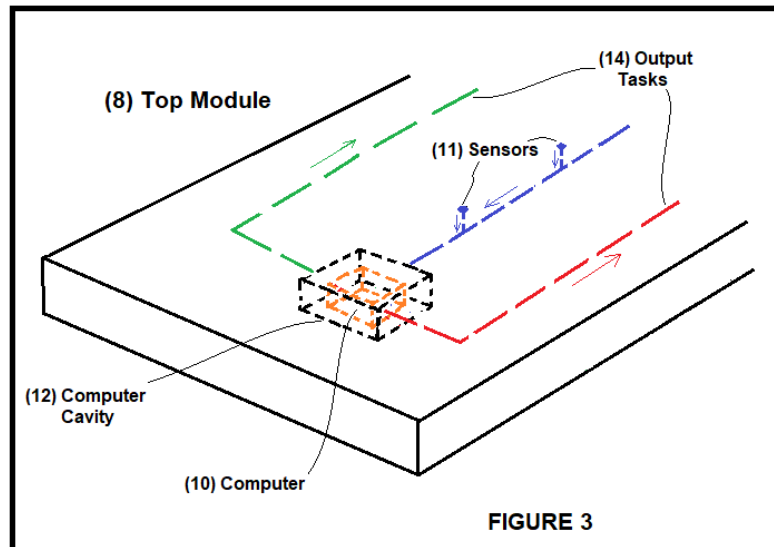 (14) Output
Tasks
(8) Top Module
(11) Sensors
(12) Computer
Cavity
(10) Computer
FIGURE 3